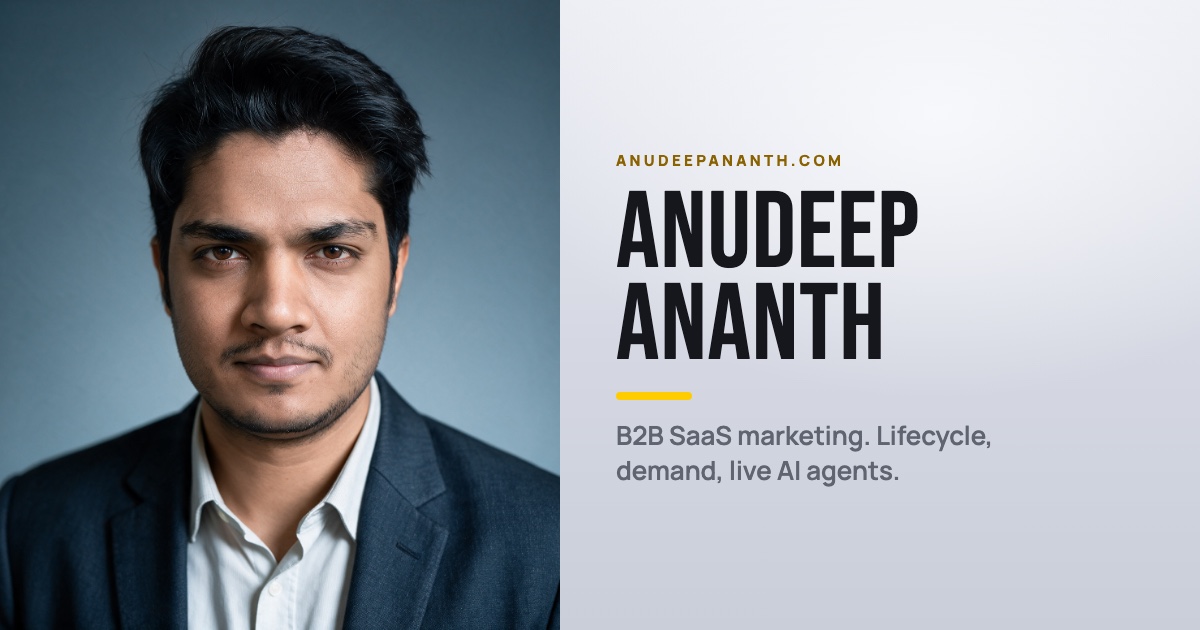 ANUDEEPANANTH.COM
ANUDEEP
ANANTH
B2B SaaS marketing. Lifecycle,
demand, live AI agents.